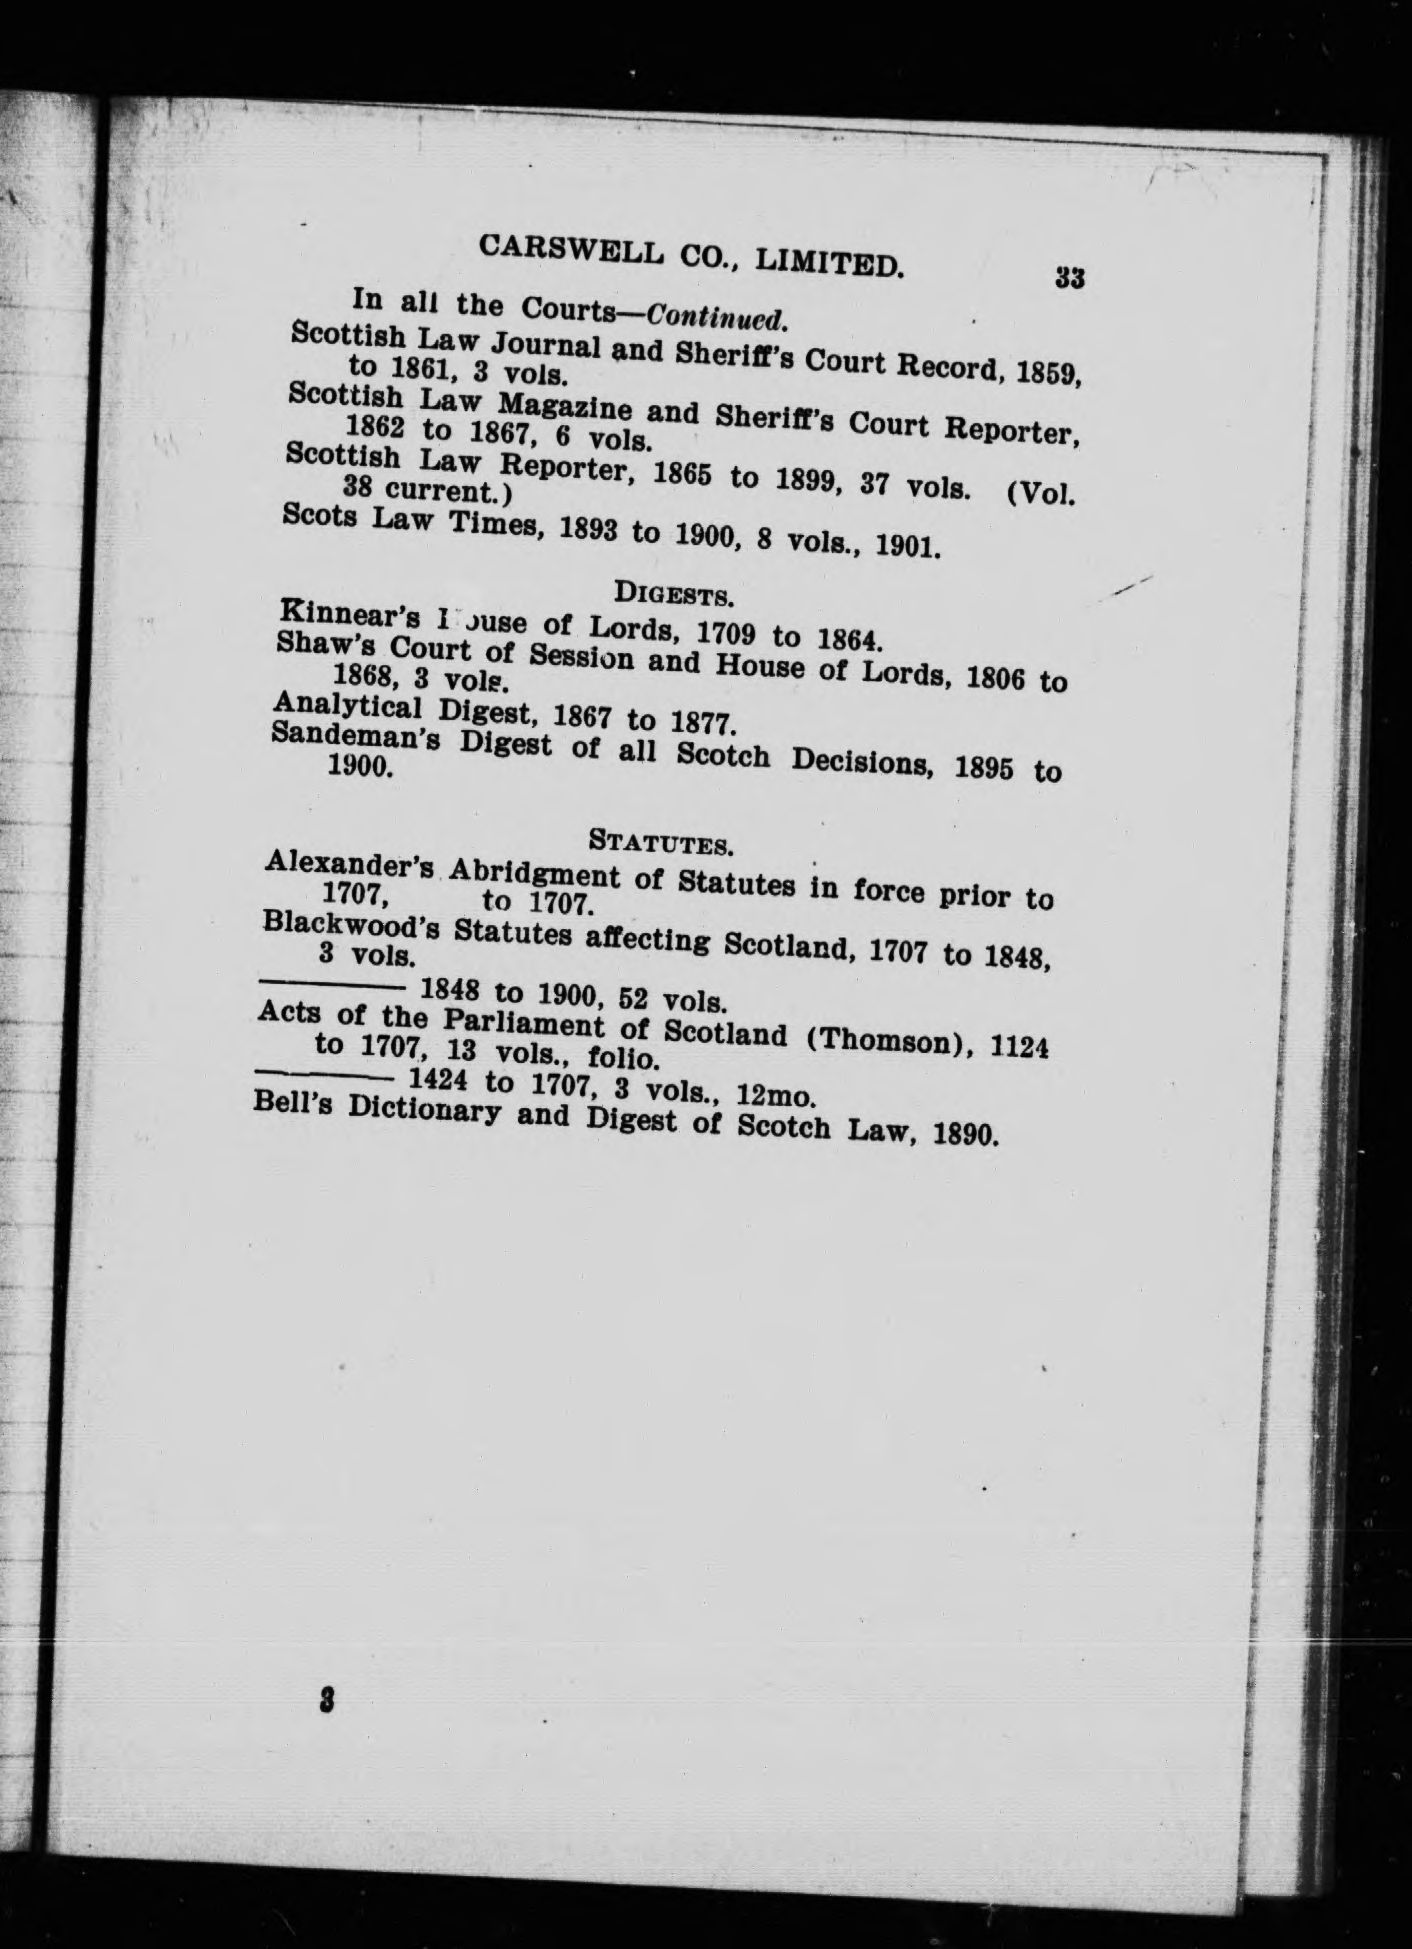 CARSWELL CO., LIMITED. 33
In all the Courts—Continued.
Scottish Law Journal and Sheriff's Court Record, 1859,
to 1861, 3 vols.
Scottish Law Magazine and Sheriff's Court Reporter,
1862 to 1867, 6 vols.
Scottish Law Reporter, 1865 to 1899, 37 vols. (Vol.
38 current.)
Scots Law Times, 1893 to 1900, 8 vols., 1901.
DIGESTS.
Kinnear's House of Lords, 1709 to 1864.
Shaw's Court of Session and House of Lords, 1806 to
1868, 3 vols.
Analytical Digest, 1867 to 1877.
Sandeman's Digest of all Scotch Decisions, 1895 to
1900.
STATUTES.
Alexander's Abridgment of Statutes in force prior to
1707, to 1707.
Blackwood's Statutes affecting Scotland, 1707 to 1848,
3 vols.
——— 1848 to 1900, 52 vols.
Acts of the Parliament of Scotland (Thomson), 1124
to 1707, 13 vols., folio.
——— 1424 to 1707, 3 vols., 12mo.
Bell's Dictionary and Digest of Scotch Law, 1890.
3